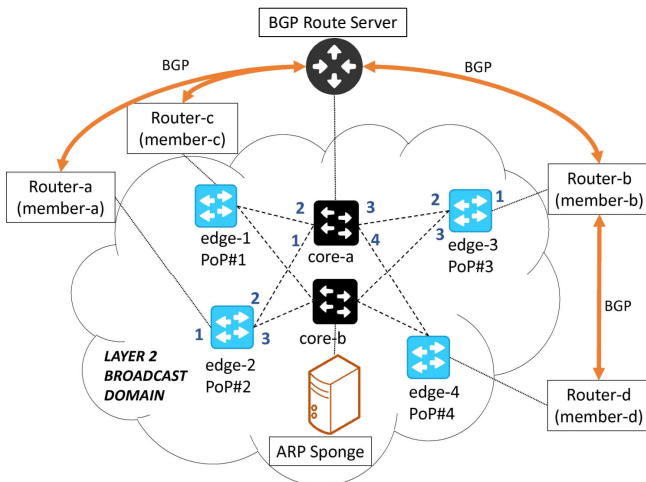 BGP Route Server
BGP
BGP
Router-c
(member-c)
Router-a
(member-a)
Router-b
(member-b)
2
3
2
1
edge-1
PoP#1
1
4
3
edge-3
PoP#3
core-a
2
BGP
1
3
core-b
edge-2
PoP#2
LAYER 2
BROADCAST
DOMAIN
edge-4
PoP#4
Router-d
(member-d)
ARP Sponge